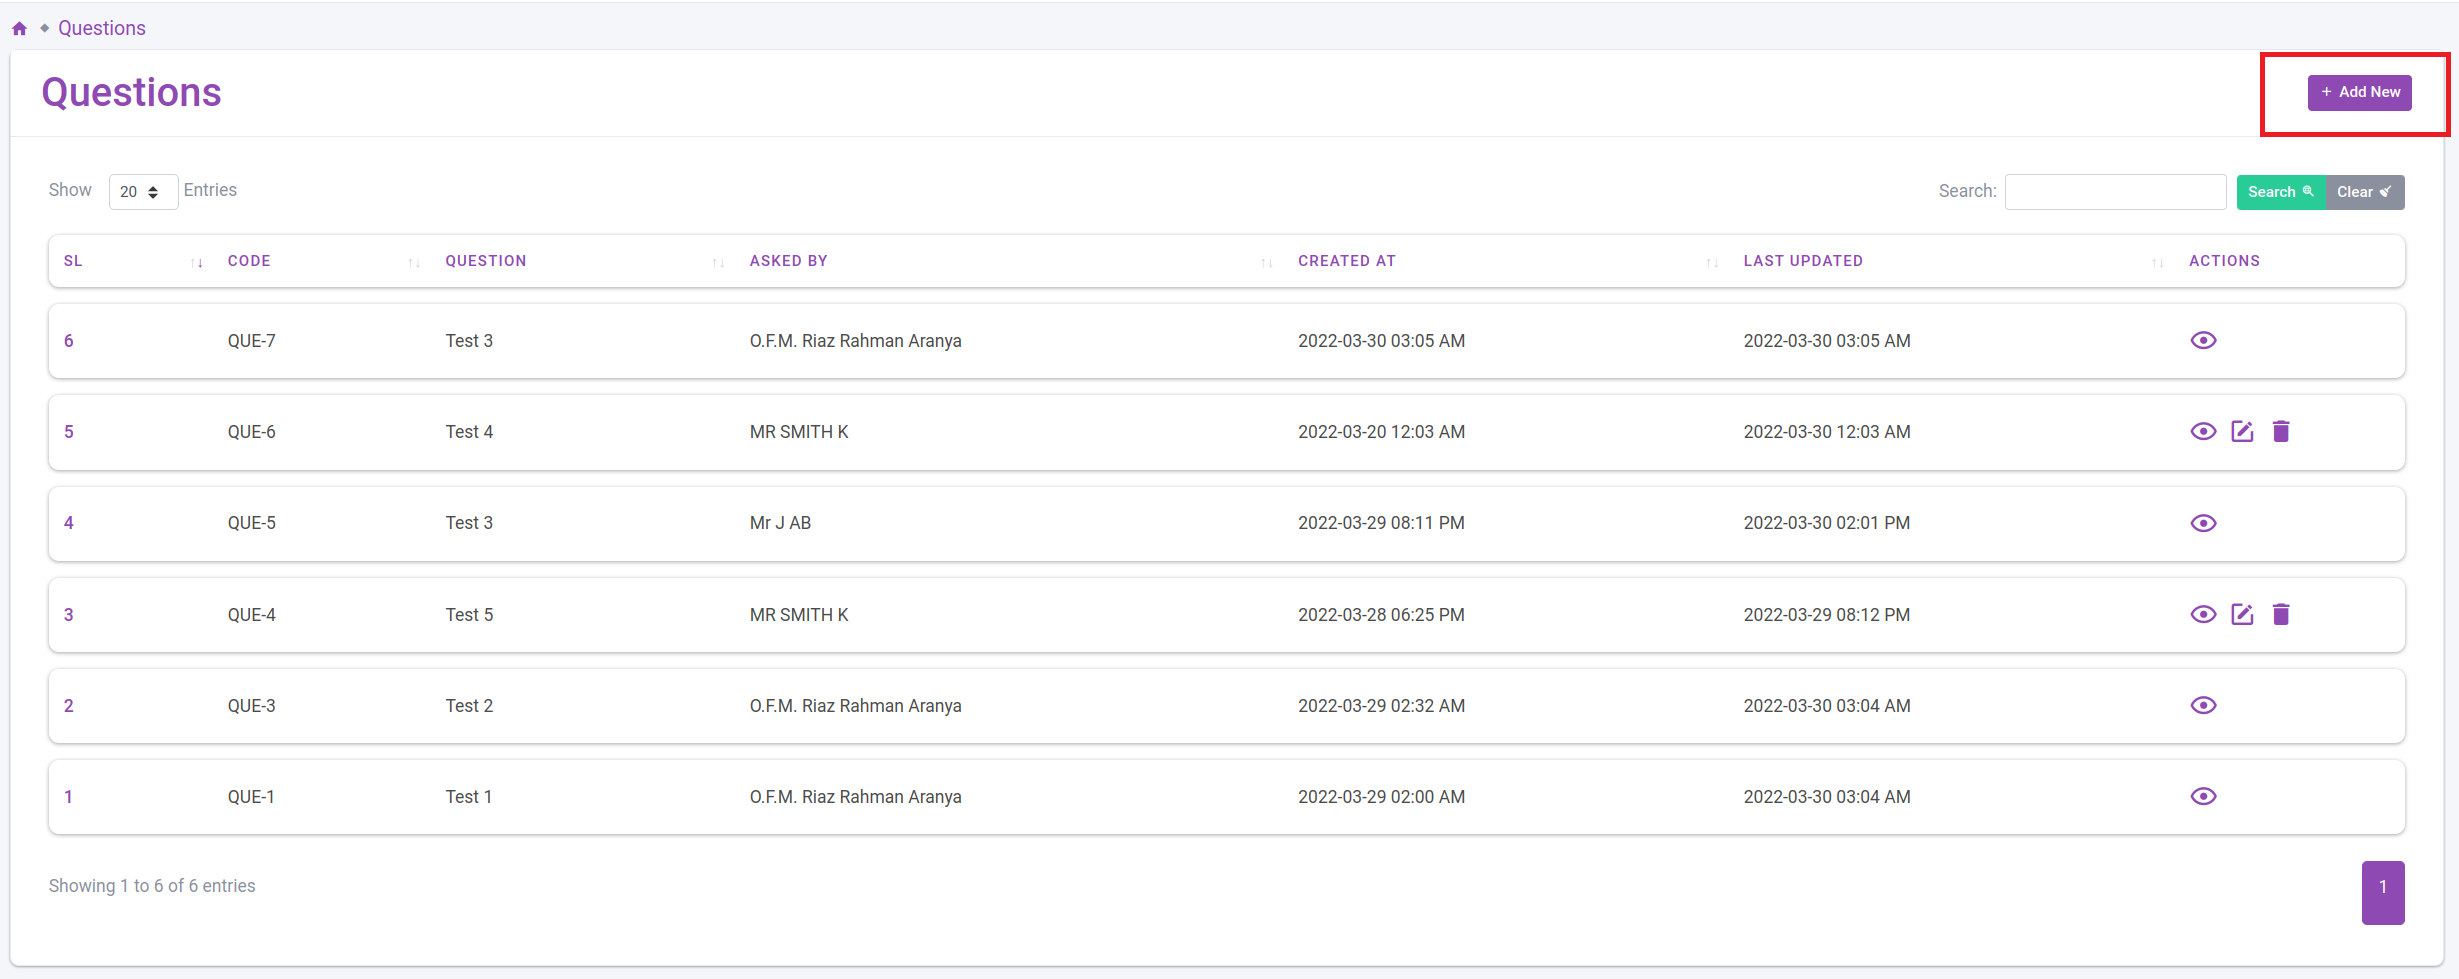 Questions
Questions
+ Add New
Show 20 Entries Search: Search Clear
SL CODE QUESTION ASKED BY CREATED AT LAST UPDATED ACTIONS
6 QUE-7 Test 3 O.F.M. Riaz Rahman Aranya 2022-03-30 03:05 AM 2022-03-30 03:05 AM
5 QUE-6 Test 4 MR SMITH K 2022-03-20 12:03 AM 2022-03-30 12:03 AM
4 QUE-5 Test 3 Mr J AB 2022-03-29 08:11 PM 2022-03-30 02:01 PM
3 QUE-4 Test 5 MR SMITH K 2022-03-28 06:25 PM 2022-03-29 08:12 PM
2 QUE-3 Test 2 O.F.M. Riaz Rahman Aranya 2022-03-29 02:32 AM 2022-03-30 03:04 AM
1 QUE-1 Test 1 O.F.M. Riaz Rahman Aranya 2022-03-29 02:00 AM 2022-03-30 03:04 AM
Showing 1 to 6 of 6 entries 1